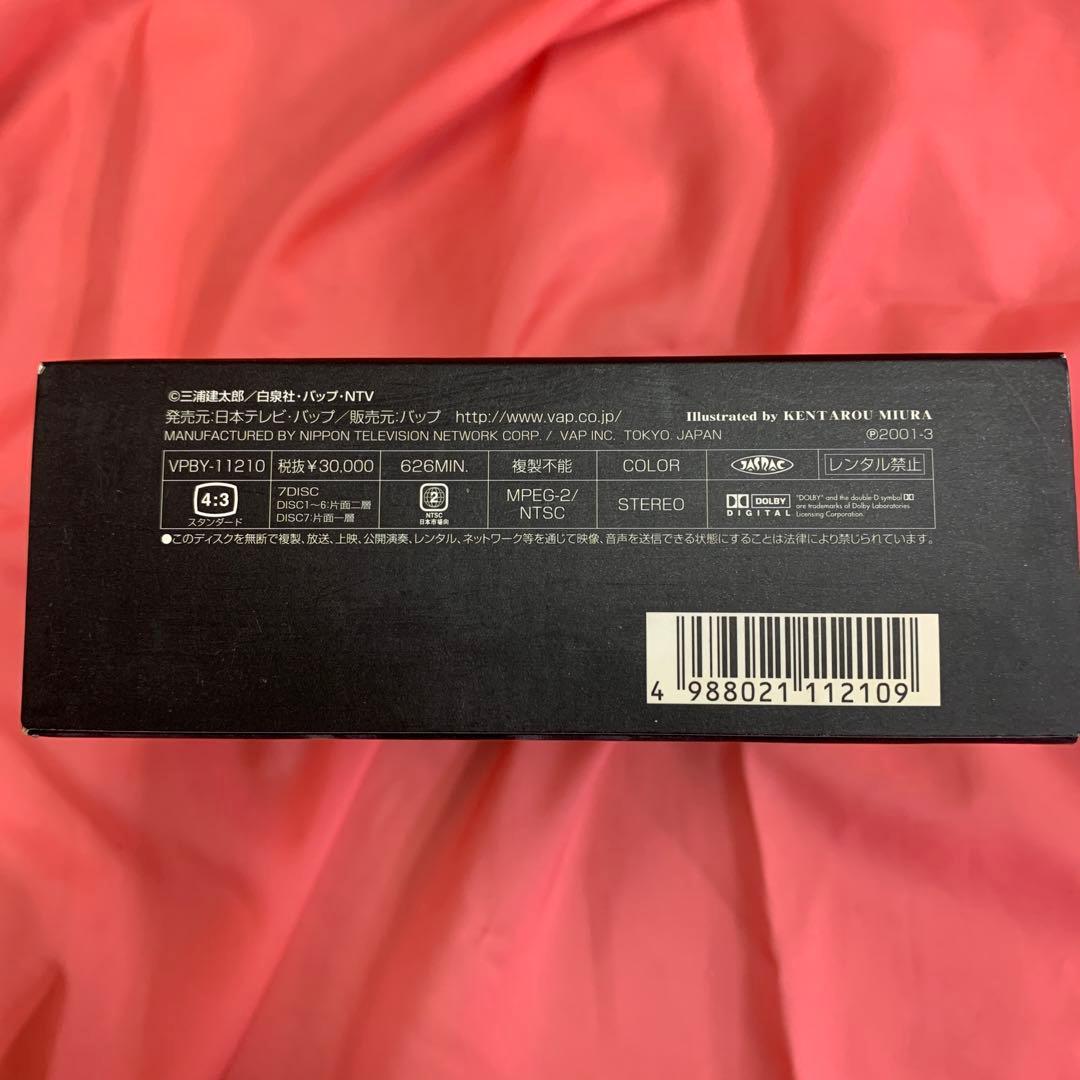 ©三浦建太郎／白泉社・バップ・NTV
発売元:日本テレビ・バップ／販売元:バップ http://www.vap.co.jp/ Illustrated by KENTAROU MIURA
MANUFACTURED BY NIPPON TELEVISION NETWORK CORP. / VAP INC. TOKYO. JAPAN ℗2001-3
VPBY-11210 税抜¥30,000 626MIN. 複製不能 COLOR JASRAC レンタル禁止
4:3 スタンダード
7DISC
DISC1〜6:片面二層
DISC7:片面一層
2 NTSC 日本市場向
MPEG-2/
NTSC
STEREO
DOLBY DIGITAL
"DOLBY" and the double-D symbol
are trademarks of Dolby Laboratories
Licensing Corporation.
●このディスクを無断で複製、放送、上映、公開演奏、レンタル、ネットワーク等を通じて映像、音声を送信できる状態にすることは法律により禁じられています。
4 988021 112109